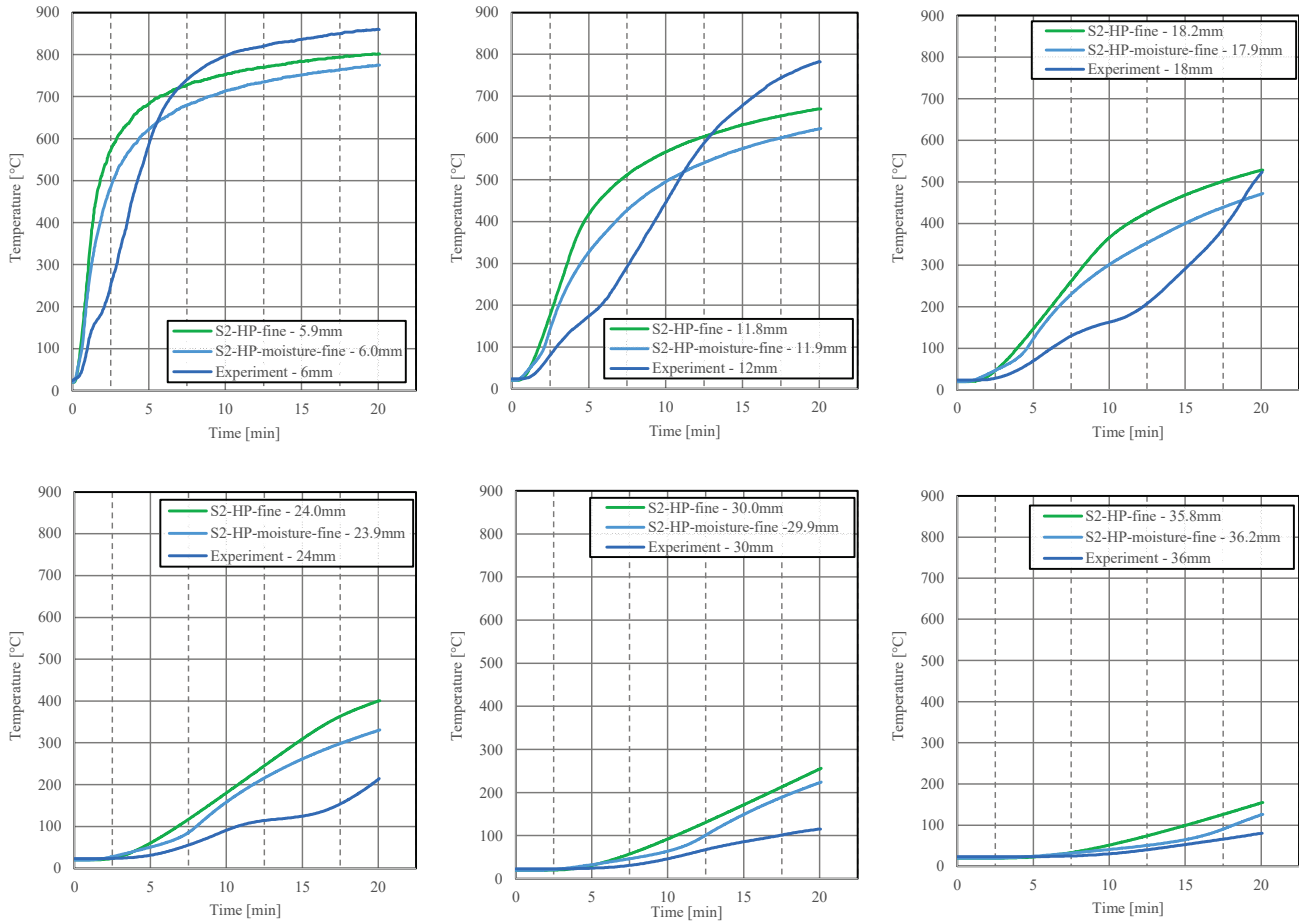 900
800
700
600
500
400
300
200
100
0
Temperature [°C]
S2-HP-fine - 5.9mm
S2-HP-moisture-fine - 6.0mm
Experiment - 6mm
0 5 10 15 20
Time [min]
900
800
700
600
500
400
300
200
100
0
Temperature [°C]
S2-HP-fine - 11.8mm
S2-HP-moisture-fine - 11.9mm
Experiment - 12mm
0 5 10 15 20
Time [min]
900
800
700
600
500
400
300
200
100
0
Temperature [°C]
S2-HP-fine - 18.2mm
S2-HP-moisture-fine - 17.9mm
Experiment - 18mm
0 5 10 15 20
Time [min]
900
800
700
600
500
400
300
200
100
0
Temperature [°C]
S2-HP-fine - 24.0mm
S2-HP-moisture-fine - 23.9mm
Experiment - 24mm
0 5 10 15 20
Time [min]
900
800
700
600
500
400
300
200
100
0
Temperature [°C]
S2-HP-fine - 30.0mm
S2-HP-moisture-fine -29.9mm
Experiment - 30mm
0 5 10 15 20
Time [min]
900
800
700
600
500
400
300
200
100
0
Temperature [°C]
S2-HP-fine - 35.8mm
S2-HP-moisture-fine - 36.2mm
Experiment - 36mm
0 5 10 15 20
Time [min]